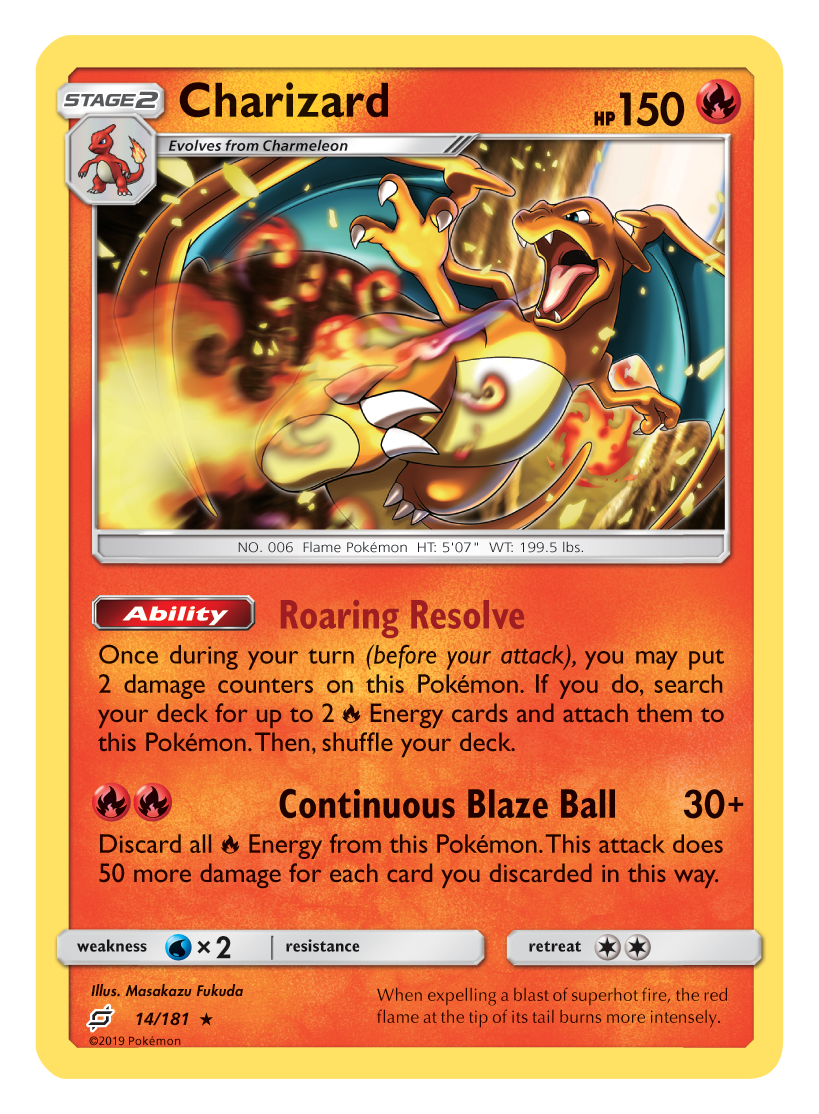 STAGE2 Charizard HP150
Evolves from Charmeleon
NO. 006 Flame Pokémon HT: 5'07" WT: 199.5 lbs.
Ability Roaring Resolve
Once during your turn (before your attack), you may put
2 damage counters on this Pokémon. If you do, search
your deck for up to 2 Energy cards and attach them to
this Pokémon. Then, shuffle your deck.
Continuous Blaze Ball 30+
Discard all Energy from this Pokémon. This attack does
50 more damage for each card you discarded in this way.
weakness ×2 resistance retreat
Illus. Masakazu Fukuda
14/181 ★
©2019 Pokémon
When expelling a blast of superhot fire, the red
flame at the tip of its tail burns more intensely.